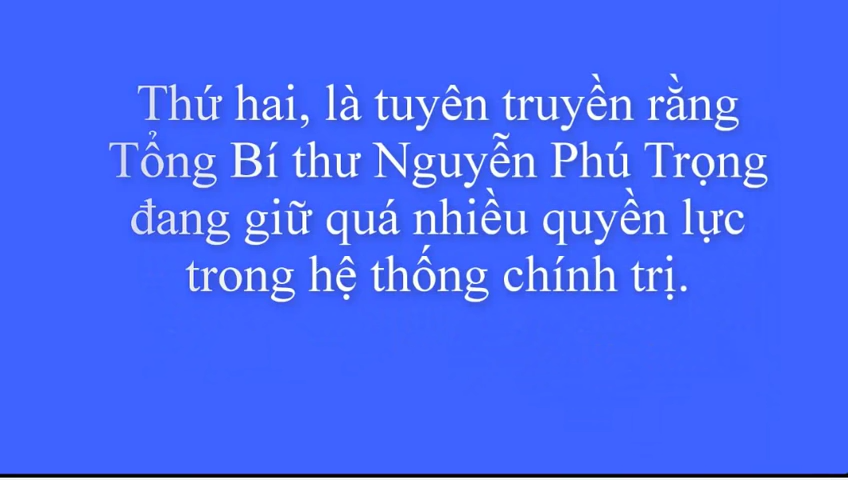 Thứ hai, là tuyên truyền rằng
Tổng Bí thư Nguyễn Phú Trọng
đang giữ quá nhiều quyền lực
trong hệ thống chính trị.